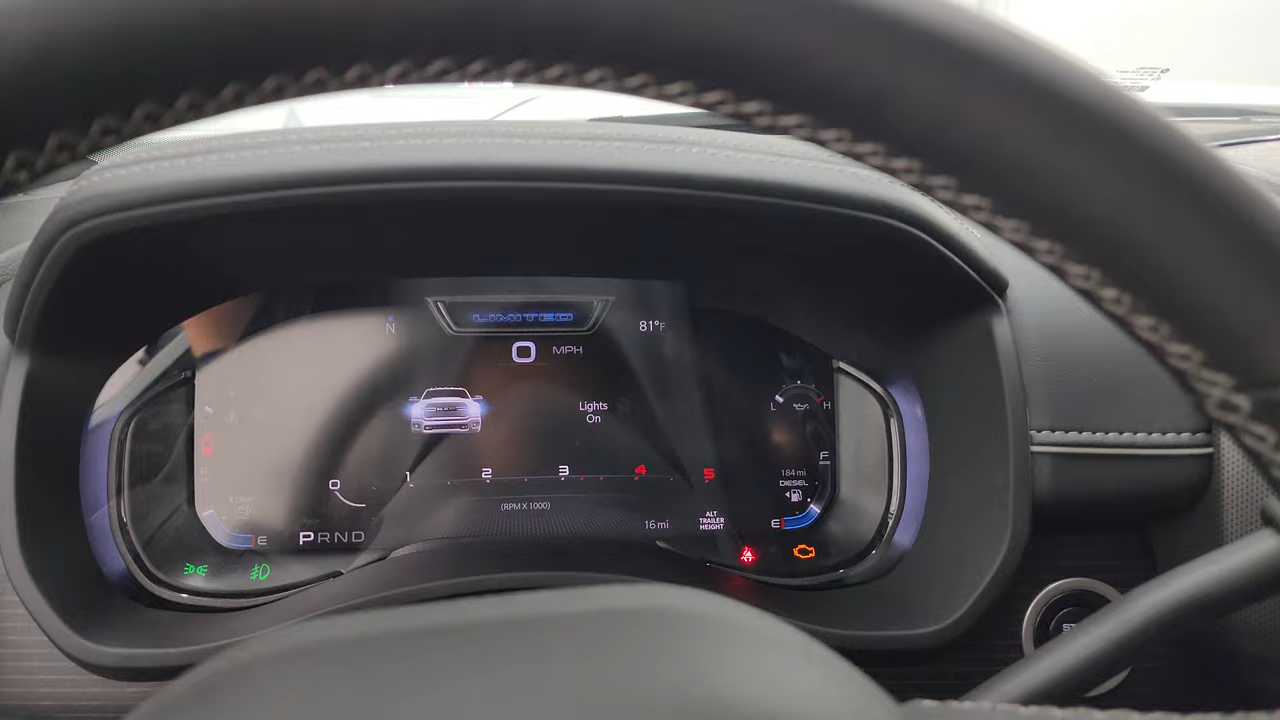 N
LIMITED
81°F
0 MPH
RAM
Lights
On
L
H
0
1
2
3
4
5
(RPM X 1000)
F
184 mi
DIESEL
E
E
PRND
16 mi
ALT
TRAILER
HEIGHT